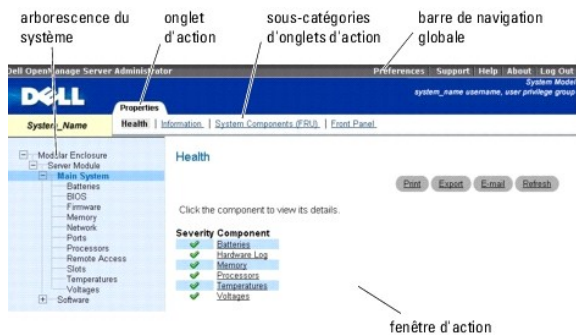 arborescence du système
onglet d'action
sous-catégories d'onglets d'action
barre de navigation globale
Dell OpenManage Server Administrator
Preferences Support Help About Log Out
System Model
system_name username, user privilege group
DELL
Properties
System_Name
Health | Information | System Components (FRU) | Front Panel
Modular Enclosure
Server Module
Main System
Batteries
BIOS
Firmware
Memory
Network
Ports
Processors
Remote Access
Slots
Temperatures
Voltages
Software
Health
Print Export E-mail Refresh
Click the component to view its details.
Severity Component
Batteries
Hardware Log
Memory
Processors
Temperatures
Voltages
fenêtre d'action